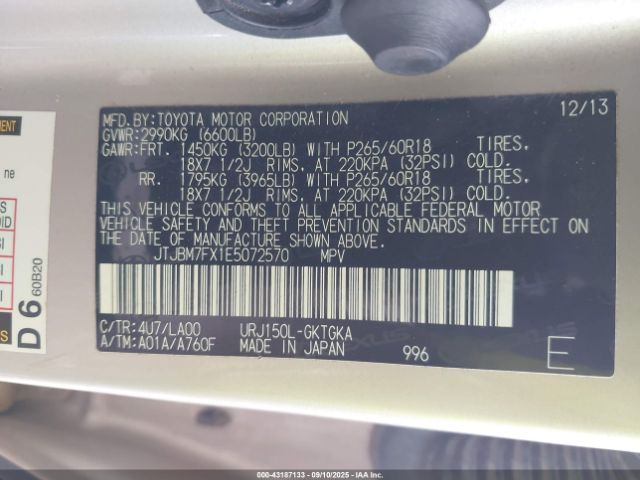 MFD.BY:TOYOTA MOTOR CORPORATION 12/13
GVWR:2990KG (6600LB)
GAWR:FRT. 1450KG (3200LB) WITH P265/60R18 TIRES.
18X7 1/2J RIMS, AT 220KPA (32PSI) COLD.
RR. 1795KG (3965LB) WITH P265/60R18 TIRES.
18X7 1/2J RIMS, AT 220KPA (32PSI) COLD.
THIS VEHICLE CONFORMS TO ALL APPLICABLE FEDERAL MOTOR
VEHICLE SAFETY AND THEFT PREVENTION STANDARDS IN EFFECT ON
THE DATE OF MANUFACTURE SHOWN ABOVE.
JTJBM7FX1E5072570 MPV
C/TR:4U7/LA00 URJ150L-GKTGKA
A/TM:A01A/A760F MADE IN JAPAN 996 E
ne
D 6 60B20
000-43187133 - 09/10/2025 - IAA Inc.